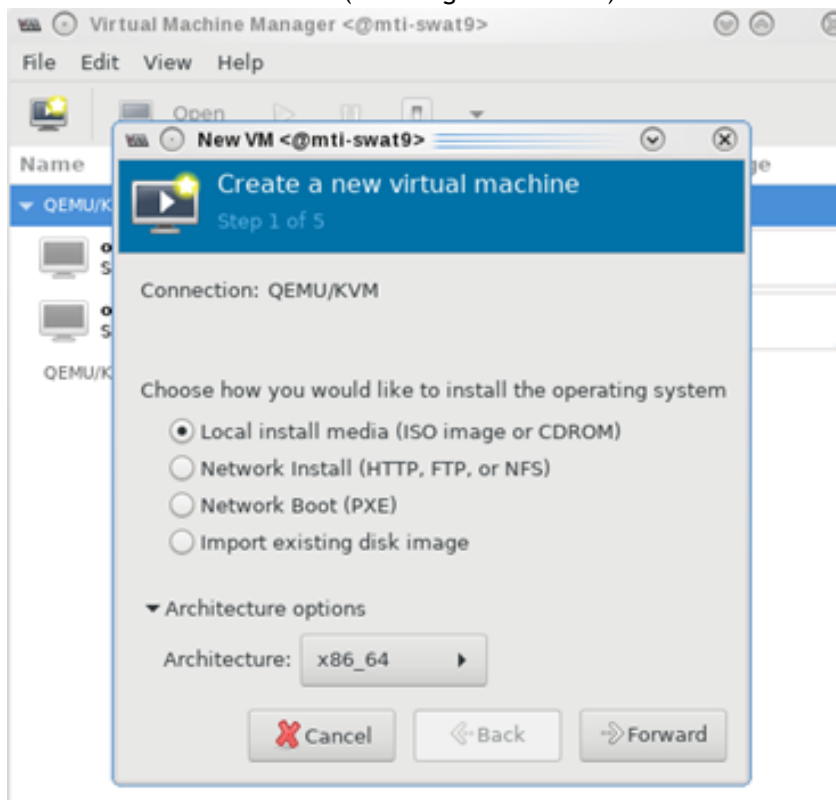 Virtual Machine Manager <@mti-swat9>
File Edit View Help
Open
New VM <@mti-swat9>
Name
Create a new virtual machine
QEMU/K
Step 1 of 5
Connection: QEMU/KVM
QEMU/K
Choose how you would like to install the operating system
Local install media (ISO image or CDROM)
Network Install (HTTP, FTP, or NFS)
Network Boot (PXE)
Import existing disk image
Architecture options
Architecture: x86_64
Cancel Back Forward